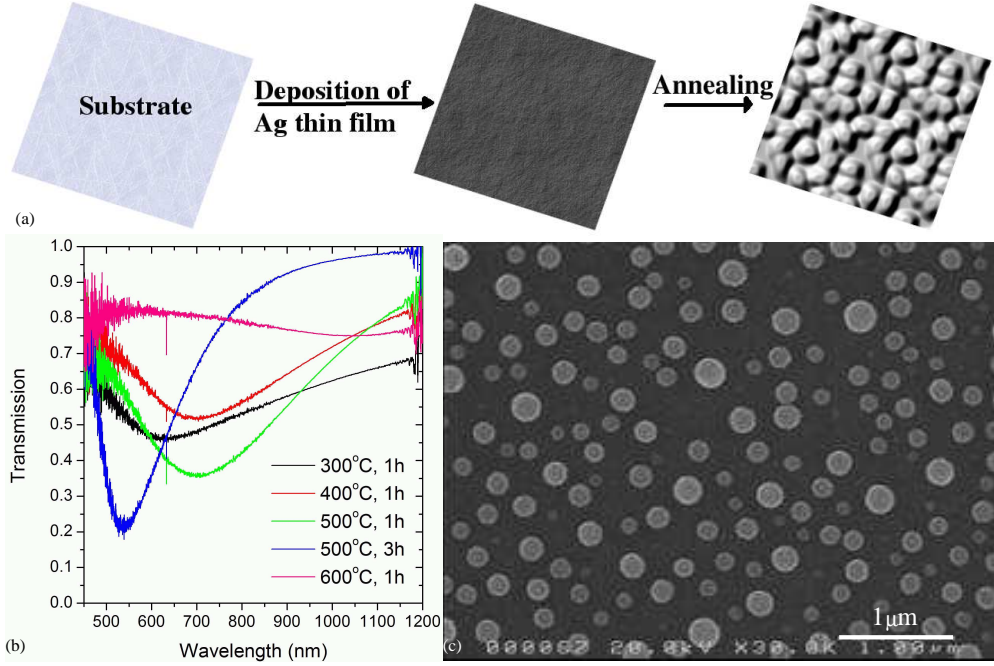 Substrate
Deposition of
Ag thin film
Annealing
(a)
Transmission
1.0
0.9
0.8
0.7
0.6
0.5
0.4
0.3
0.2
0.1
0.0
300°C, 1h
400°C, 1h
500°C, 1h
500°C, 3h
600°C, 1h
500 600 700 800 900 1000 1100 1200
Wavelength (nm)
(b)
1μm
(c)
20.0kV X30.0K 1.00μm